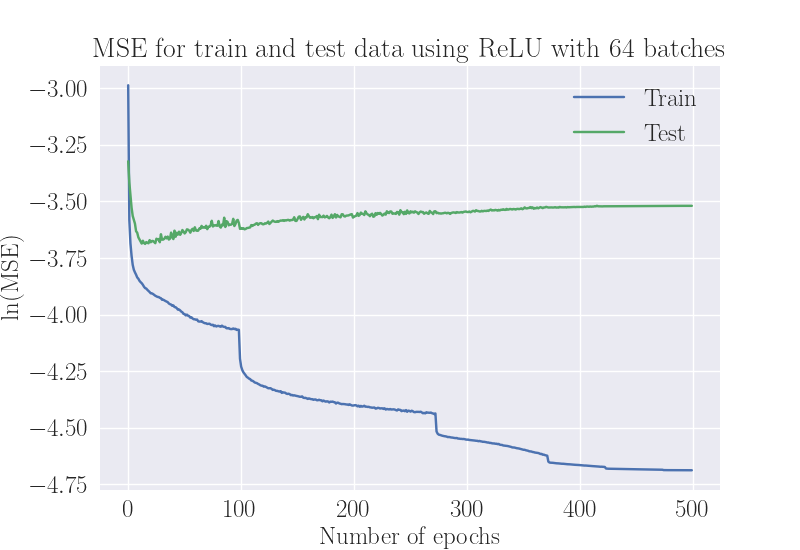 MSE for train and test data using ReLU with 64 batches
Train
Test
ln(MSE)
−3.00
−3.25
−3.50
−3.75
−4.00
−4.25
−4.50
−4.75
0 100 200 300 400 500
Number of epochs